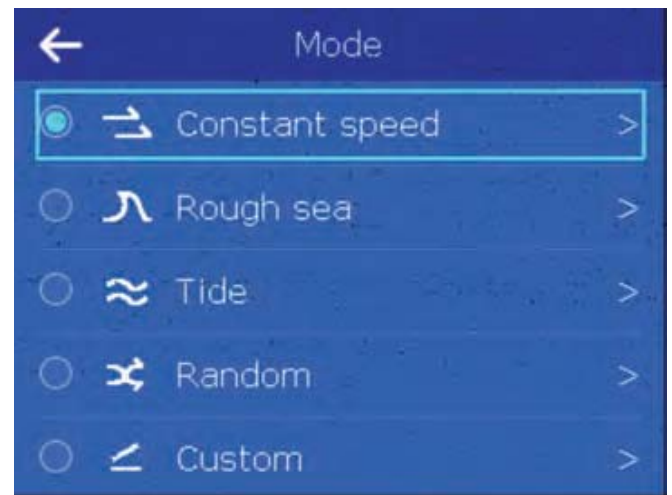 Mode
Constant speed >
Rough sea >
Tide >
Random >
Custom >